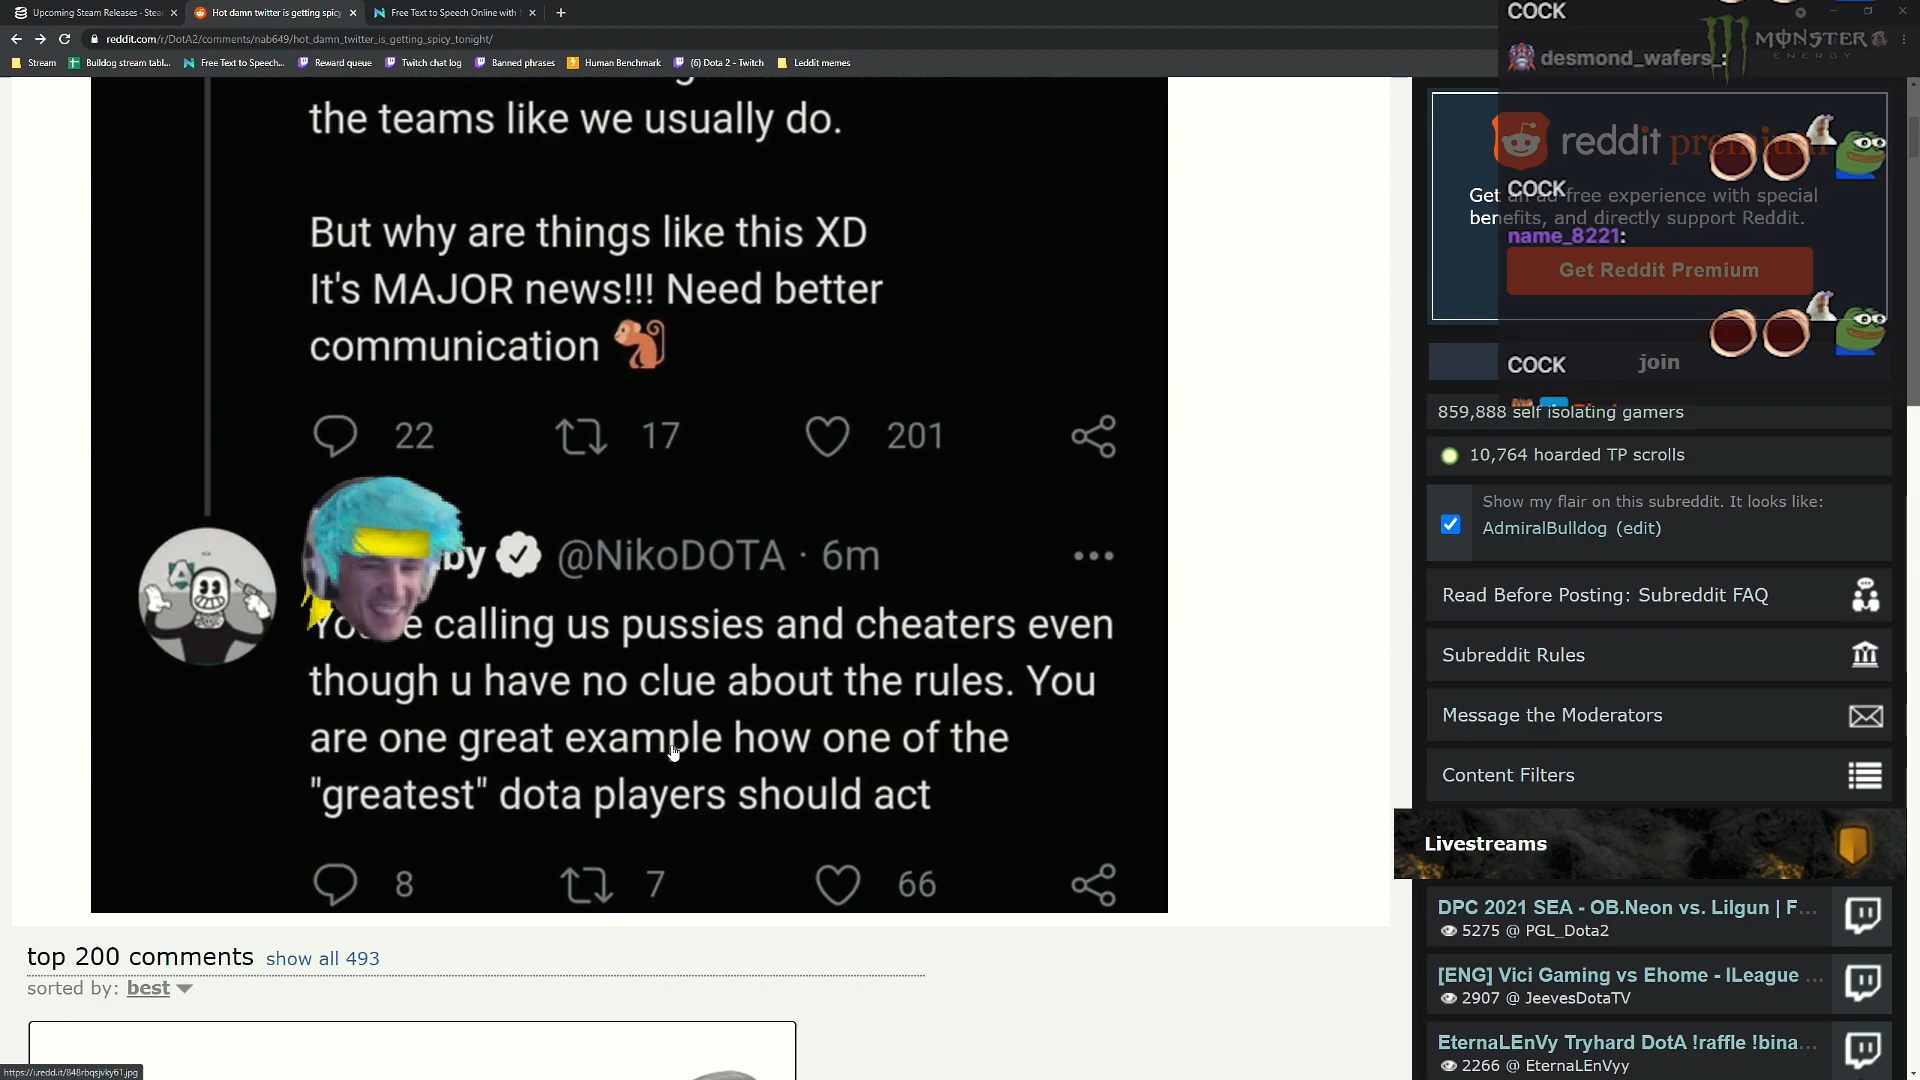 Upcoming Steam Releases · Stea
Hot damn twitter is getting spicy
Free Text to Speech Online with
reddit.com/r/DotA2/comments/nab649/hot_damn_twitter_is_getting_spicy_tonight/
Stream
Bulldog stream tabl...
Free Text to Speech...
Reward queue
Twitch chat log
Banned phrases
Human Benchmark
(6) Dota 2 - Twitch
Leddit memes
the teams like we usually do.
But why are things like this XD
It's MAJOR news!!! Need better
communication
22 17 201
by @NikoDOTA · 6m
calling us pussies and cheaters even
though u have no clue about the rules. You
are one great example how one of the
"greatest" dota players should act
8 7 66
top 200 comments show all 493
sorted by: best
https://i.redd.it/848rbqsjvky61.jpg
COCK
desmond_wafers_:
MONSTER
ENERGY
reddit premium
COCK
Get an ad-free experience with special
benefits, and directly support Reddit.
name_8221:
Get Reddit Premium
COCK
join
859,888 self isolating gamers
10,764 hoarded TP scrolls
Show my flair on this subreddit. It looks like:
AdmiralBulldog (edit)
Read Before Posting: Subreddit FAQ
Subreddit Rules
Message the Moderators
Content Filters
Livestreams
DPC 2021 SEA - OB.Neon vs. Lilgun | F...
5275 @ PGL_Dota2
[ENG] Vici Gaming vs Ehome - ILeague ...
2907 @ JeevesDotaTV
EternaLEnVy Tryhard DotA !raffle !bina...
2266 @ EternaLEnVyy